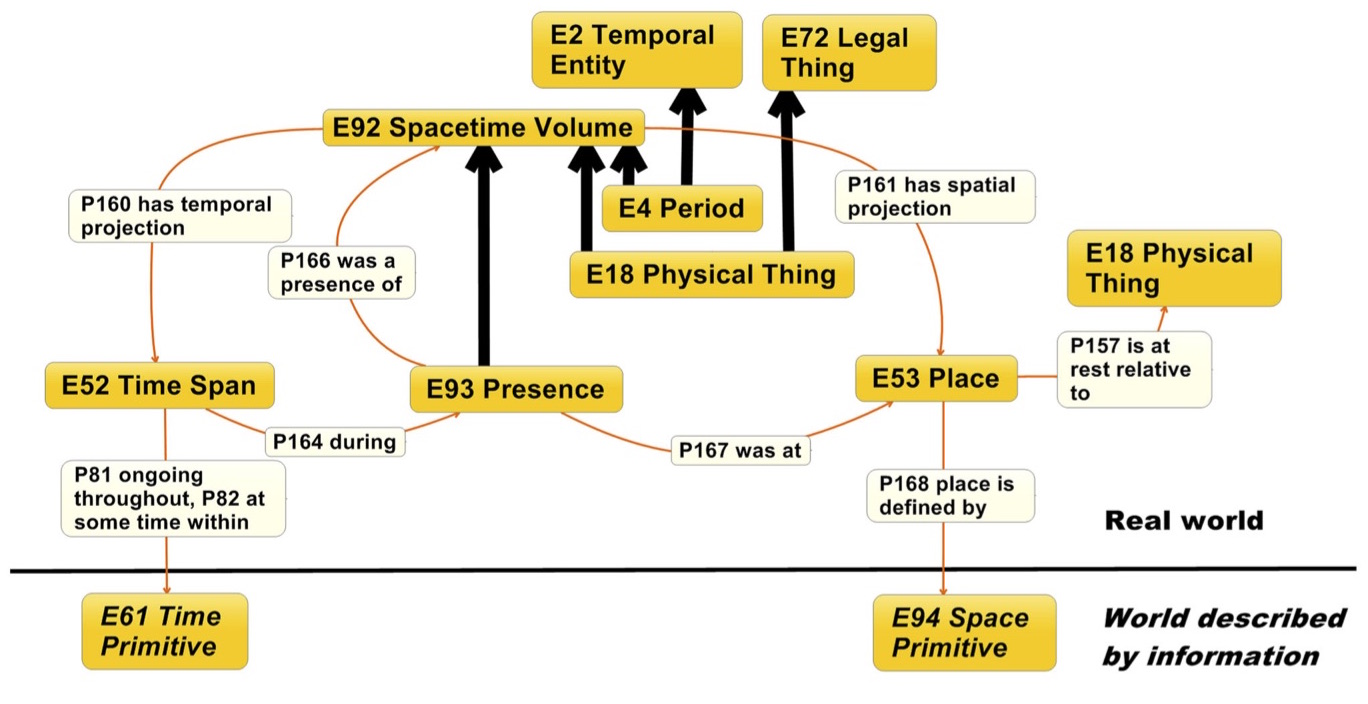 E2 Temporal
Entity
E72 Legal
Thing
E92 Spacetime Volume
P160 has temporal
projection
P161 has spatial
projection
E4 Period
P166 was a
presence of
E18 Physical Thing
E18 Physical
Thing
E52 Time Span
E93 Presence
E53 Place
P157 is at
rest relative
to
P164 during
P167 was at
P81 ongoing
throughout, P82 at
some time within
P168 place is
defined by
Real world
E61 Time
Primitive
E94 Space
Primitive
World described
by information